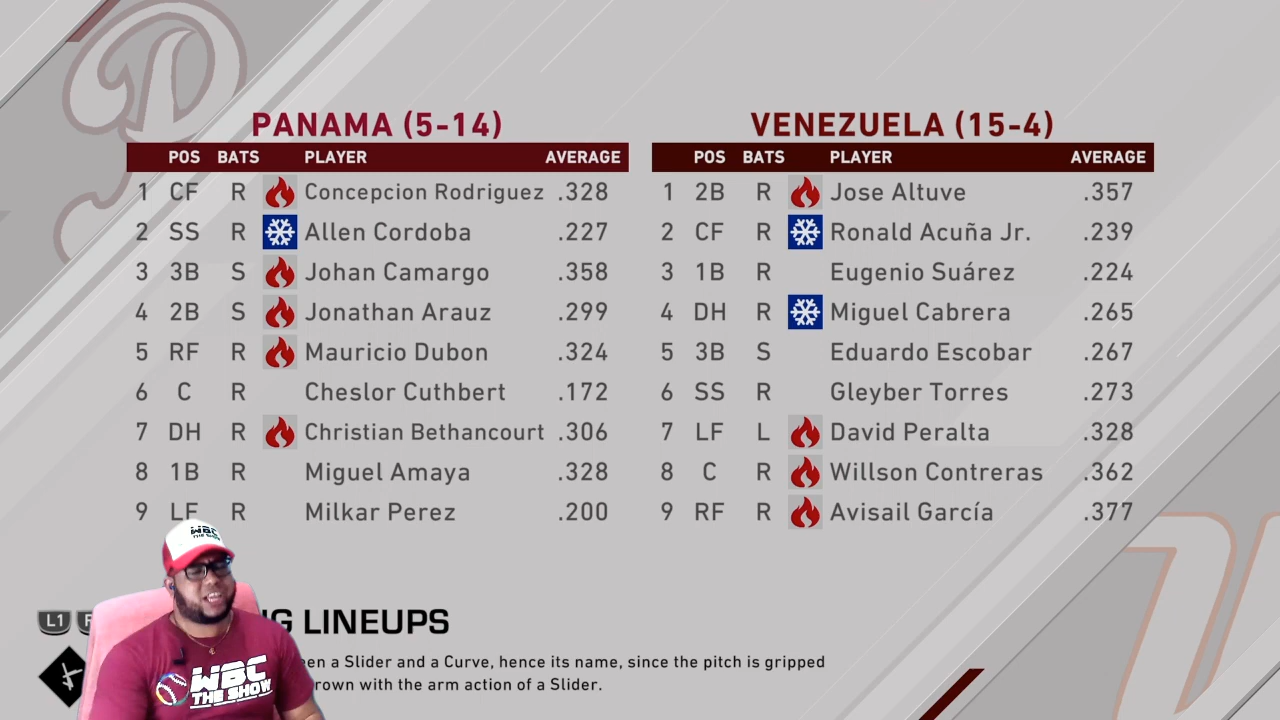 PANAMA (5-14)
POS BATS PLAYER AVERAGE
1 CF R Concepcion Rodriguez .328
2 SS R Allen Cordoba .227
3 3B S Johan Camargo .358
4 2B S Jonathan Arauz .299
5 RF R Mauricio Dubon .324
6 C R Cheslor Cuthbert .172
7 DH R Christian Bethancourt .306
8 1B R Miguel Amaya .328
9 LF R Milkar Perez .200
VENEZUELA (15-4)
POS BATS PLAYER AVERAGE
1 2B R Jose Altuve .357
2 CF R Ronald Acuña Jr. .239
3 1B R Eugenio Suárez .224
4 DH R Miguel Cabrera .265
5 3B S Eduardo Escobar .267
6 SS R Gleyber Torres .273
7 LF L David Peralta .328
8 C R Willson Contreras .362
9 RF R Avisail García .377
L1
LINEUPS
a Slider and a Curve, hence its name, since the pitch is gripped
with the arm action of a Slider.
WBC
THE SHOW
WBC
THE SHOW